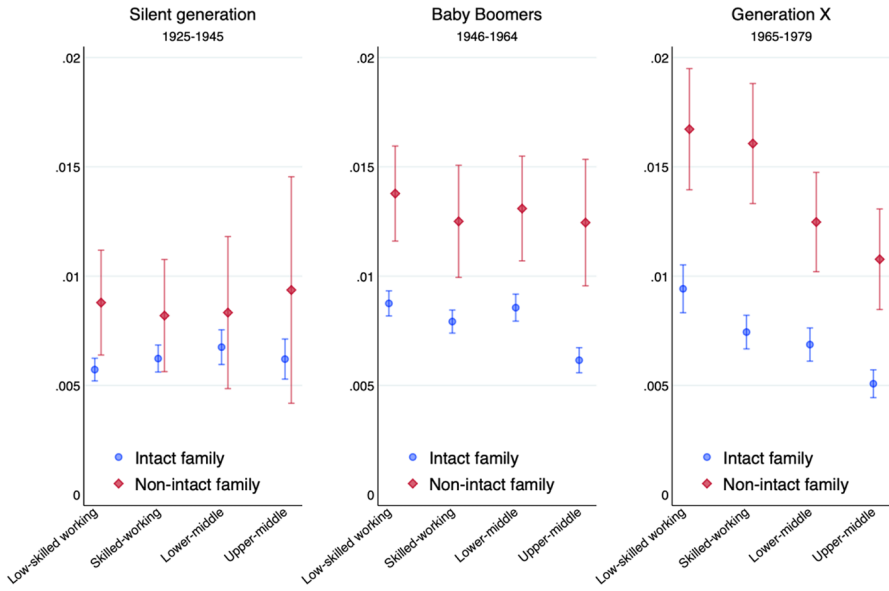 Silent generation
1925-1945
.02
.015
.01
.005
0
Intact family
Non-intact family
Low-skilled working
Skilled-working
Lower-middle
Upper-middle
Baby Boomers
1946-1964
.02
.015
.01
.005
0
Intact family
Non-intact family
Low-skilled working
Skilled-working
Lower-middle
Upper-middle
Generation X
1965-1979
.02
.015
.01
.005
0
Intact family
Non-intact family
Low-skilled working
Skilled-working
Lower-middle
Upper-middle